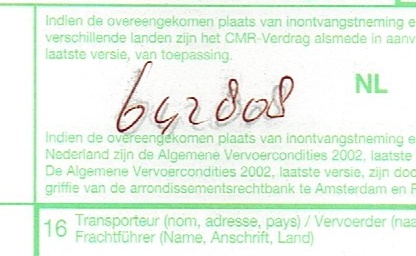 Indien de overeengekomen plaats van inontvangstneming e
verschillende landen zijn het CMR-Verdrag alsmede in aanv
laatste versie, van toepassing.
NL
642808
Indien de overeengekomen plaats van inontvangstneming e
Nederland zijn de Algemene Vervoercondities 2002, laatste
De Algemene Vervoercondities 2002, laatste versie, zijn doo
griffie van de arrondissementsrechtbank te Amsterdam en R
16 Transporteur (nom, adresse, pays) / Vervoerder (naa
Frachtführer (Name, Anschrift, Land)